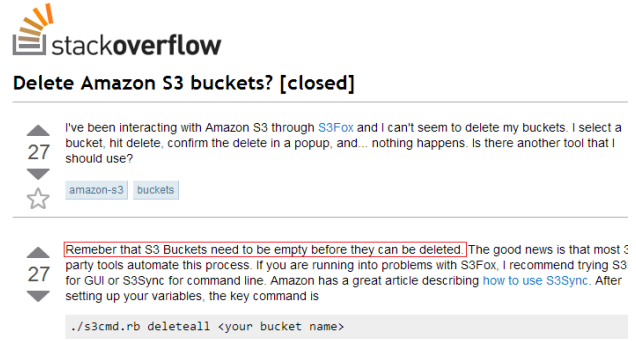 stackoverflow
Delete Amazon S3 buckets? [closed]
I've been interacting with Amazon S3 through S3Fox and I can't seem to delete my buckets. I select a
27
bucket, hit delete, confirm the delete in a popup, and... nothing happens. Is there another tool that I
should use?
amazon-s3 buckets
Remeber that S3 Buckets need to be empty before they can be deleted. The good news is that most 3
27
party tools automate this process. If you are running into problems with S3Fox, I recommend trying S3
for GUI or S3Sync for command line. Amazon has a great article describing how to use S3Sync. After
setting up your variables, the key command is
./s3cmd.rb deleteall <your bucket name>